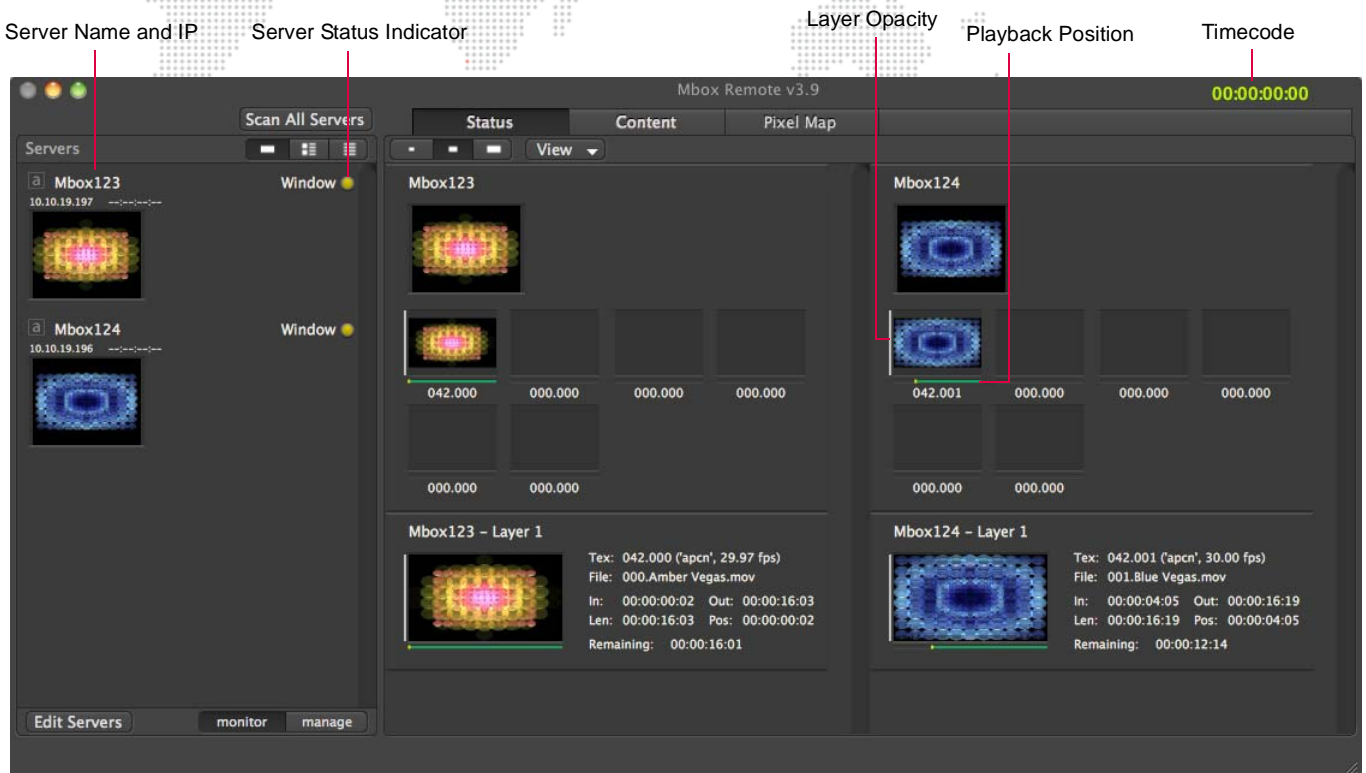 Server Name and IP
Server Status Indicator
Layer Opacity
Playback Position
Timecode
Mbox Remote v3.9
00:00:00:00
Scan All Servers
Status
Content
Pixel Map
Servers
View
a Mbox123
Window
10.10.19.197 --:--:--:--
a Mbox124
Window
10.10.19.196 --:--:--:--
Mbox123
042.000 000.000 000.000 000.000
000.000 000.000
Mbox123 – Layer 1
Tex: 042.000 ('apcn', 29.97 fps)
File: 000.Amber Vegas.mov
In: 00:00:00:02 Out: 00:00:16:03
Len: 00:00:16:03 Pos: 00:00:00:02
Remaining: 00:00:16:01
Mbox124
042.001 000.000 000.000 000.000
000.000 000.000
Mbox124 – Layer 1
Tex: 042.001 ('apcn', 30.00 fps)
File: 001.Blue Vegas.mov
In: 00:00:04:05 Out: 00:00:16:19
Len: 00:00:16:19 Pos: 00:00:04:05
Remaining: 00:00:12:14
Edit Servers
monitor
manage